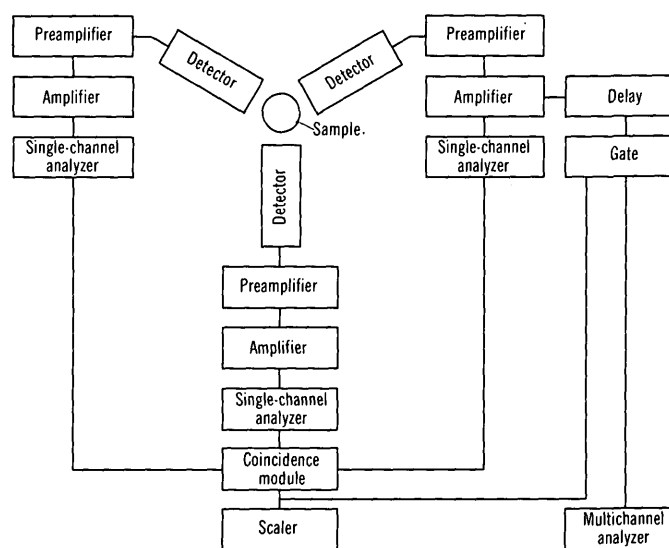 Preamplifier
Detector
Detector
Preamplifier
Amplifier
Sample.
Amplifier
Delay
Single-channel
analyzer
Single-channel
analyzer
Gate
Detector
Preamplifier
Amplifier
Single-channel
analyzer
Coincidence
module
Scaler
Multichannel
analyzer